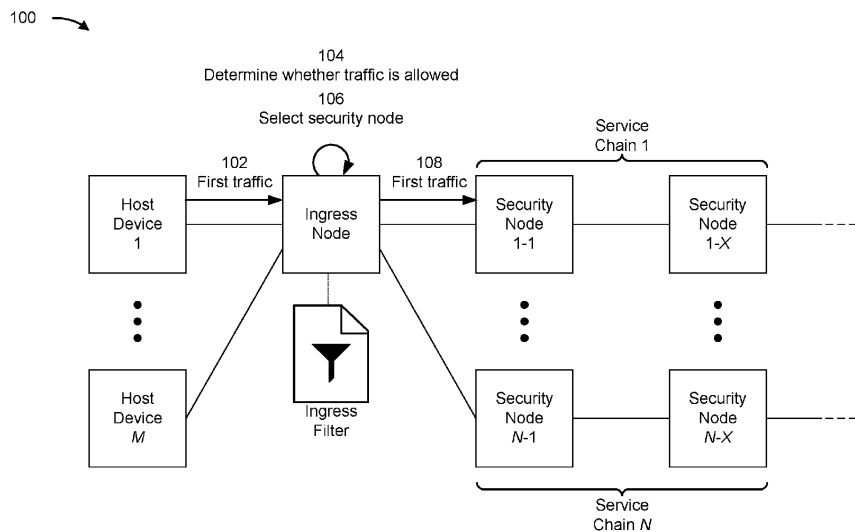 100
104
Determine whether traffic is allowed
106
Select security node
Service
Chain 1
102
First traffic
108
First traffic
Host
Device
1
Ingress
Node
Security
Node
1-1
Security
Node
1-X
Host
Device
M
Ingress
Filter
Security
Node
N-1
Security
Node
N-X
Service
Chain N